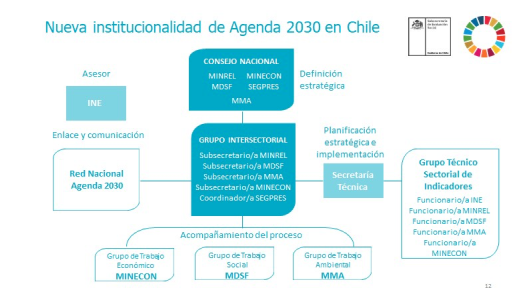 Nueva institucionalidad de Agenda 2030 en Chile
CONSEJO NACIONAL
MINREL MINECON
MDSF SEGPRES
MMA
Definición
estratégica
Asesor
INE
Enlace y comunicación
Red Nacional
Agenda 2030
GRUPO INTERSECTORIAL
Subsecretario/a MINREL
Subsecretario/a MDSF
Subsecretario/a MMA
Subsecretario/a MINECON
Coordinador/a SEGPRES
Planificación
estratégica e
implementación
Secretaría
Técnica
Grupo Técnico
Sectorial de
Indicadores
Funcionario/a INE
Funcionario/a MINREL
Funcionario/a MDSF
Funcionario/a MMA
Funcionario/a
MINECON
Acompañamiento del proceso
Grupo de Trabajo
Económico
MINECON
Grupo de Trabajo
Social
MDSF
Grupo de Trabajo
Ambiental
MMA
12